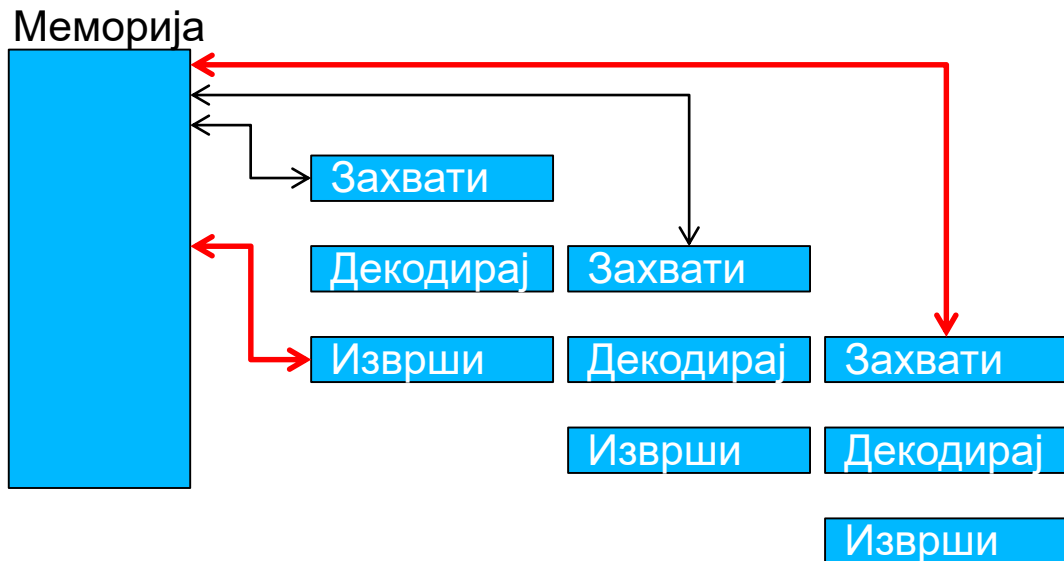 Меморија
Захвати
Декодирај Захвати
Изврши Декодирај Захвати
Изврши Декодирај
Изврши